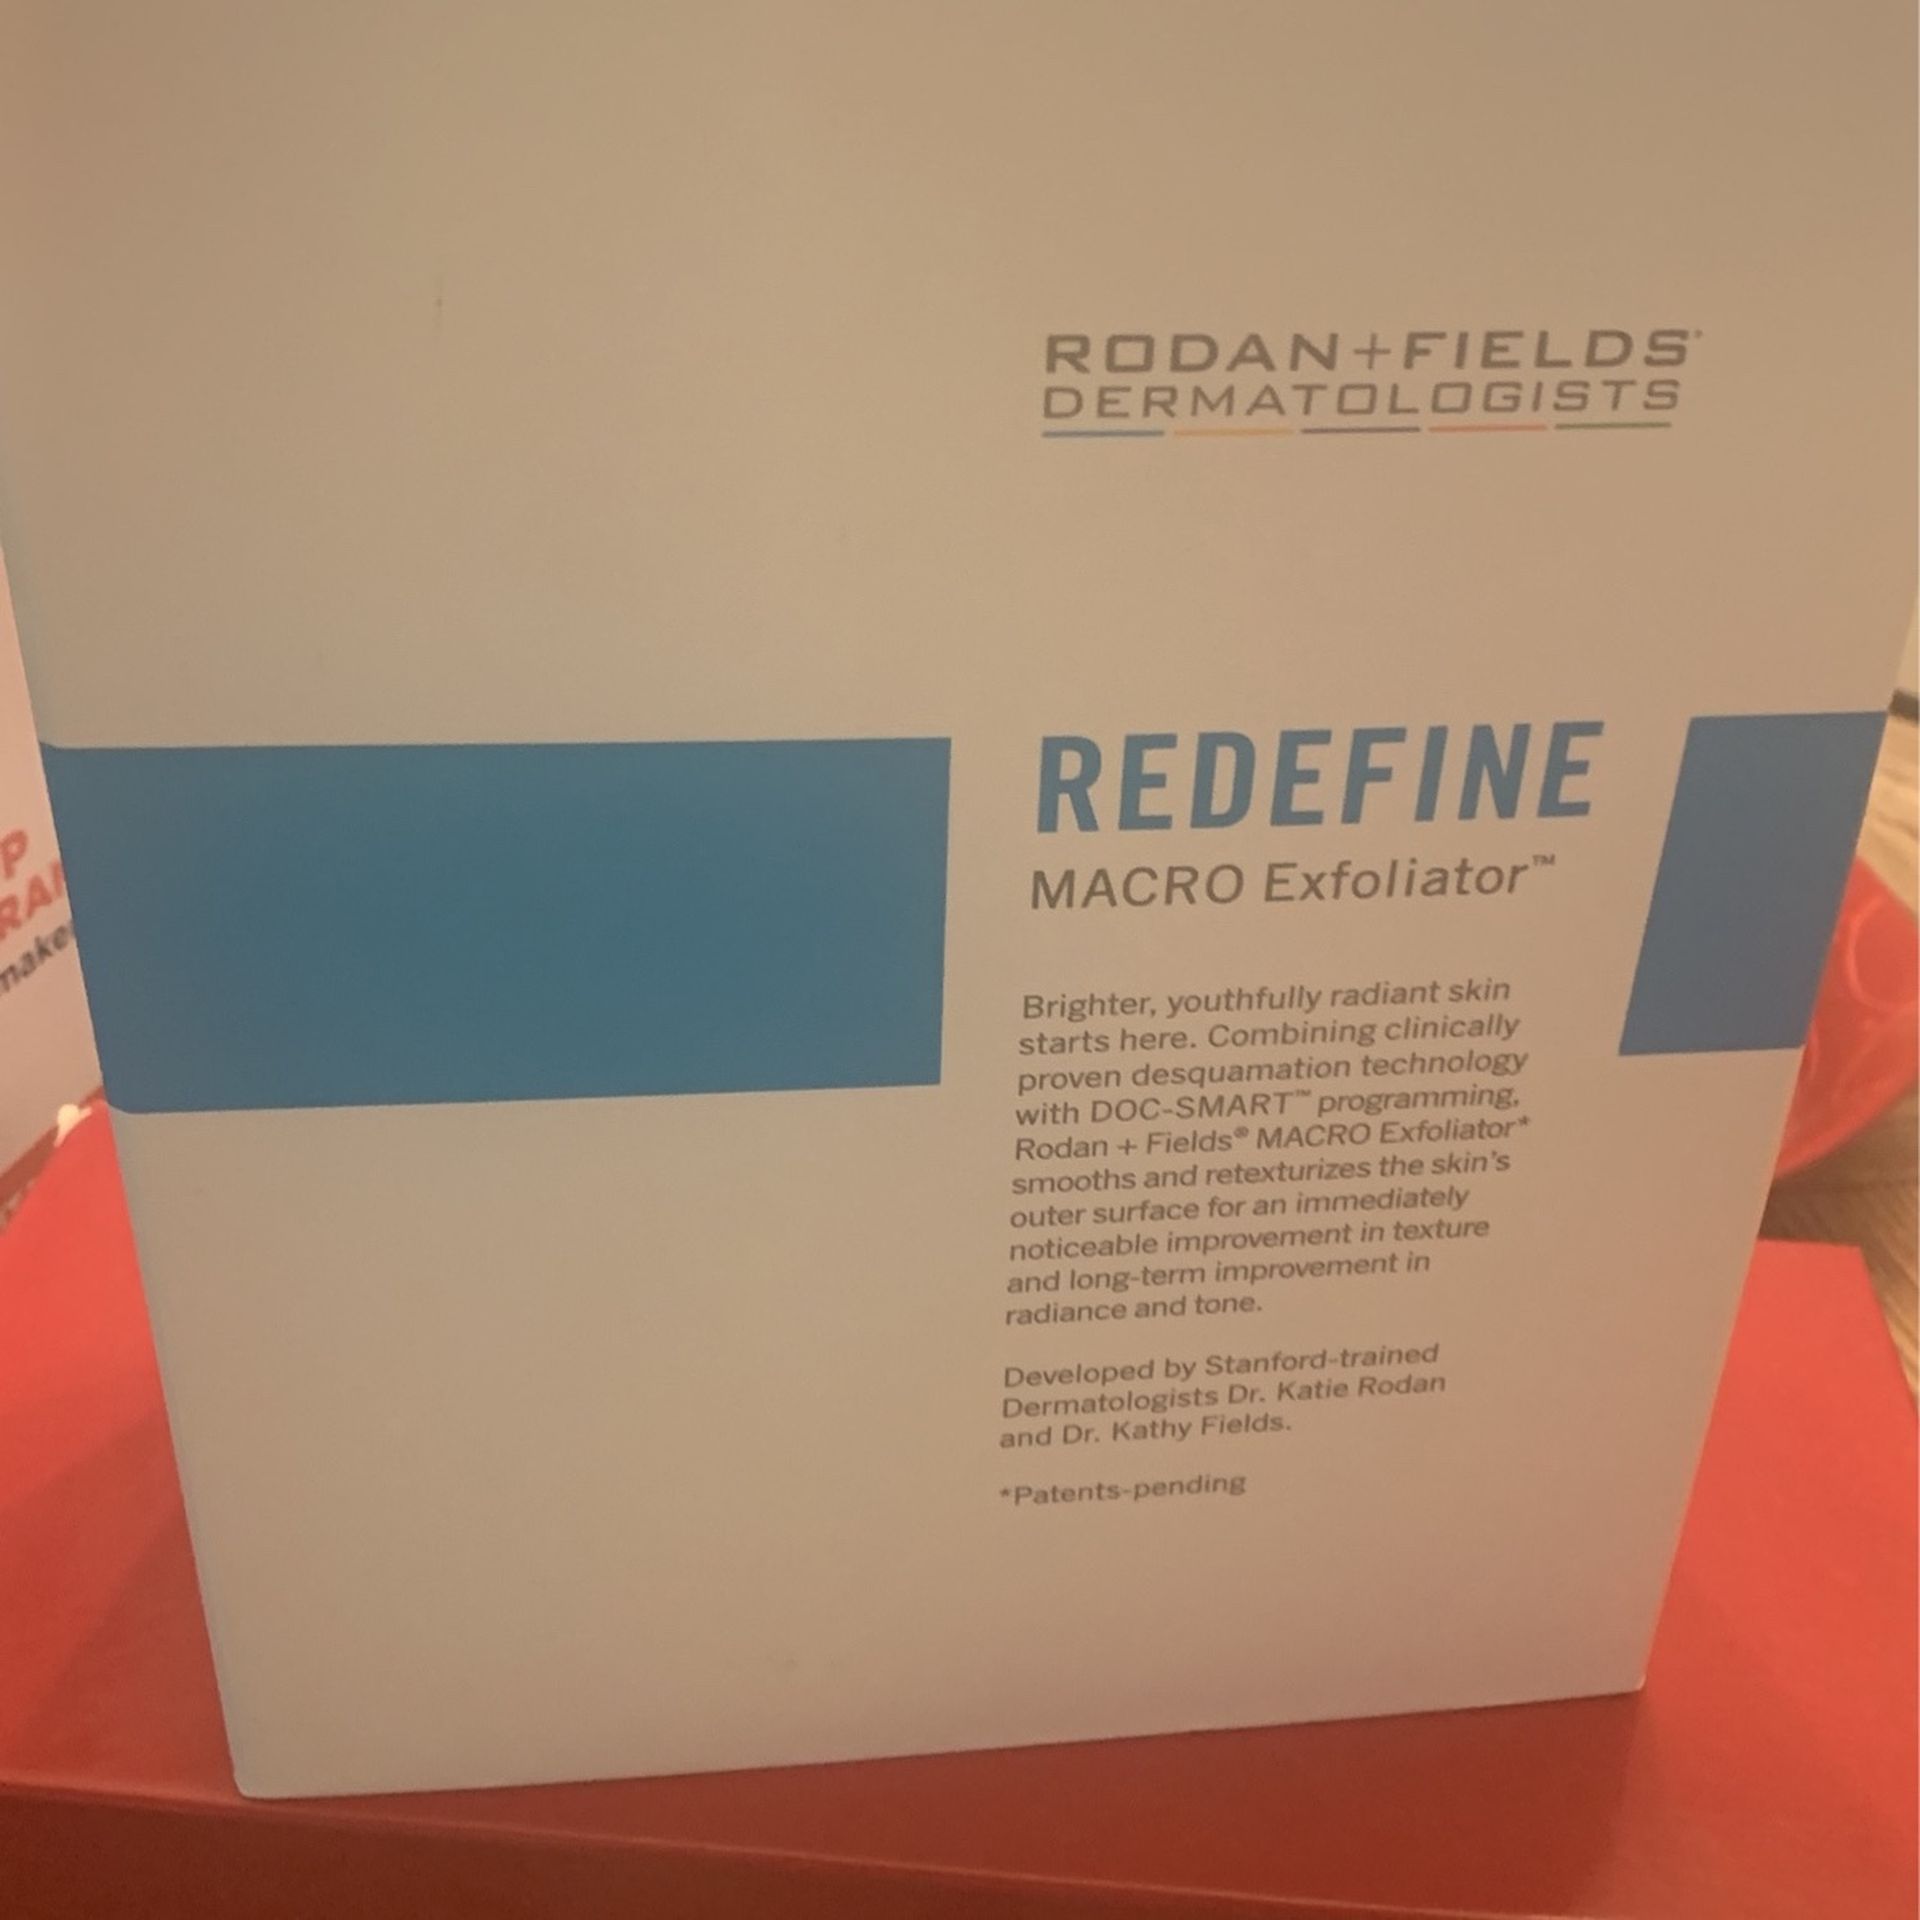 RODAN+FIELDS®
DERMATOLOGISTS
REDEFINE
MACRO Exfoliator™
Brighter, youthfully radiant skin
starts here. Combining clinically
proven desquamation technology
with DOC-SMART™ programming,
Rodan + Fields® MACRO Exfoliator*
smooths and retexturizes the skin's
outer surface for an immediately
noticeable improvement in texture
and long-term improvement in
radiance and tone.
Developed by Stanford-trained
Dermatologists Dr. Katie Rodan
and Dr. Kathy Fields.
*Patents-pending